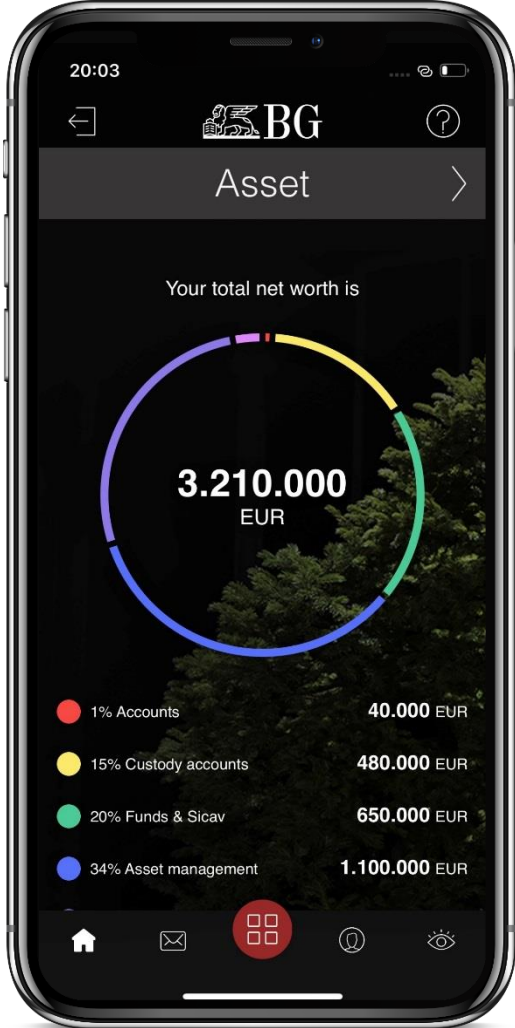 20:03
BG
Asset
Your total net worth is
3.210.000
EUR
1% Accounts 40.000 EUR
15% Custody accounts 480.000 EUR
20% Funds & Sicav 650.000 EUR
34% Asset management 1.100.000 EUR